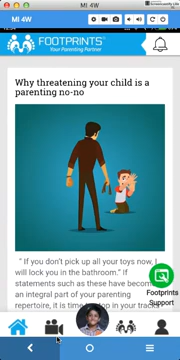 MI 4W
MI 4W
FOOTPRINTS
Your Parenting Partner
Why threatening your child is a
parenting no-no
" If you don't pick up all your toys now, I
will lock you in the bathroom." If
statements such as these have become
an integral part of your parenting
repertoire, it is time to stop in your tracks
Footprints
Support